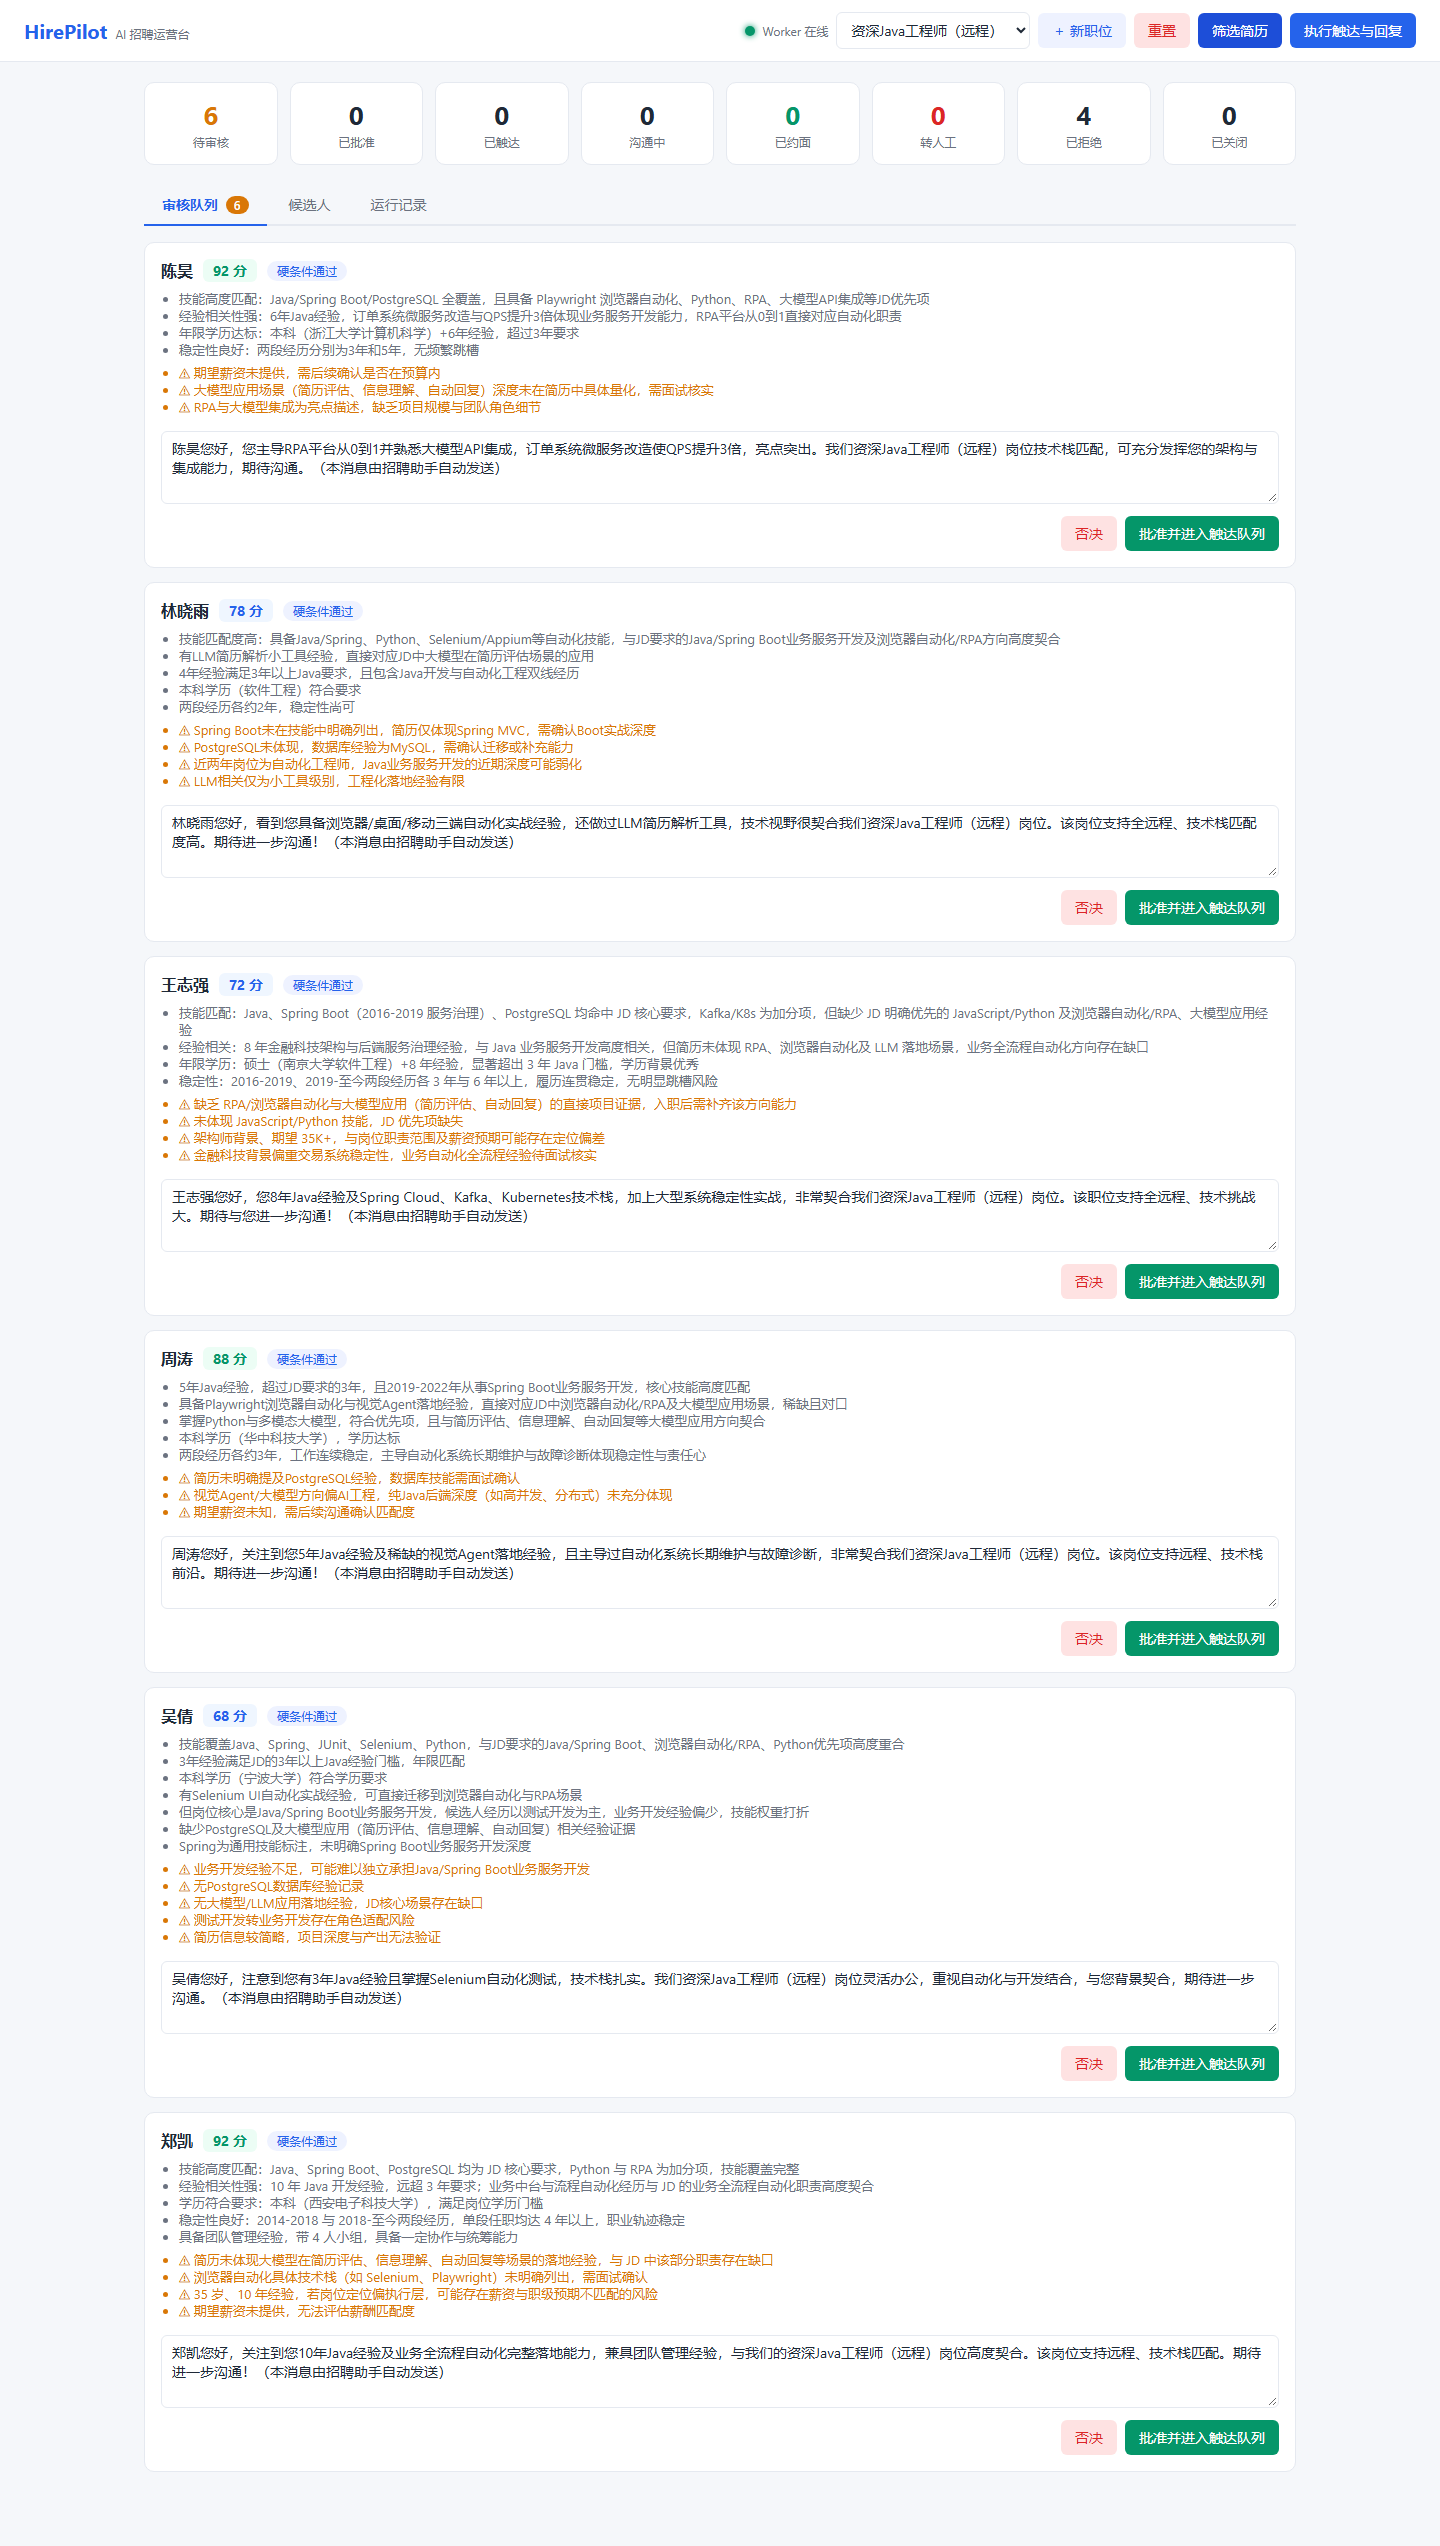 HirePilot AI 招聘运营台
Worker 在线
资深Java工程师（远程）
+ 新职位
重置
筛选简历
执行触达与回复
6
待审核
0
已批准
0
已触达
0
沟通中
0
已约面
0
转人工
4
已拒绝
0
已关闭
审核队列 6
候选人
运行记录
陈昊 92 分 硬条件通过
技能高度匹配：Java/Spring Boot/PostgreSQL 全覆盖，且具备 Playwright 浏览器自动化、Python、RPA、大模型API集成等JD优先项
经验相关性强：6年Java经验，订单系统微服务改造与QPS提升3倍体现业务服务开发能力，RPA平台从0到1直接对应自动化职责
年限学历达标：本科（浙江大学计算机科学）+6年经验，超过3年要求
稳定性良好：两段经历分别为3年和5年，无频繁跳槽
⚠ 期望薪资未提供，需后续确认是否在预算内
⚠ 大模型应用场景（简历评估、信息理解、自动回复）深度未在简历中具体量化，需面试核实
⚠ RPA与大模型集成为亮点描述，缺乏项目规模与团队角色细节
陈昊您好，您主导RPA平台从0到1并熟悉大模型API集成，订单系统微服务改造使QPS提升3倍，亮点突出。我们资深Java工程师（远程）岗位技术栈匹配，可充分发挥您的架构与
集成能力，期待沟通。（本消息由招聘助手自动发送）
否决
批准并进入触达队列
林晓雨 78 分 硬条件通过
技能匹配度高：具备Java/Spring、Python、Selenium/Appium等自动化技能，与JD要求的Java/Spring Boot业务服务开发及浏览器自动化/RPA方向高度契合
有LLM简历解析小工具经验，直接对应JD中大模型在简历评估场景的应用
4年经验满足3年以上Java要求，且包含Java开发与自动化工程双线经历
本科学历（软件工程）符合要求
两段经历各约2年，稳定性尚可
⚠ Spring Boot未在技能中明确列出，简历仅体现Spring MVC，需确认Boot实战深度
⚠ PostgreSQL未体现，数据库经验为MySQL，需确认迁移或补充能力
⚠ 近两年岗位为自动化工程师，Java业务服务开发的近期深度可能弱化
⚠ LLM相关仅为小工具级别，工程化落地经验有限
林晓雨您好，看到您具备浏览器/桌面/移动三端自动化实战经验，还做过LLM简历解析工具，技术视野很契合我们资深Java工程师（远程）岗位。该岗位支持全远程、技术栈匹配
度高。期待进一步沟通！（本消息由招聘助手自动发送）
否决
批准并进入触达队列
王志强 72 分 硬条件通过
技能匹配：Java、Spring Boot（2016-2019 服务治理）、PostgreSQL 均命中 JD 核心要求，Kafka/K8s 为加分项，但缺少 JD 明确优先的 JavaScript/Python 及浏览器自动化/RPA、大模型应用经
验
经验相关：8 年金融科技架构与后端服务治理经验，与 Java 业务服务开发高度相关，但简历未体现 RPA、浏览器自动化及 LLM 落地场景，业务全流程自动化方向存在缺口
年限学历：硕士（南京大学软件工程）+8 年经验，显著超出 3 年 Java 门槛，学历背景优秀
稳定性：2016-2019、2019-至今两段经历各 3 年与 6 年以上，履历连贯稳定，无明显跳槽风险
⚠ 缺乏 RPA/浏览器自动化与大模型应用（简历评估、自动回复）的直接项目证据，入职后需补齐该方向能力
⚠ 未体现 JavaScript/Python 技能，JD 优先项缺失
⚠ 架构师背景、期望 35K+，与岗位职责范围及薪资预期可能存在定位偏差
⚠ 金融科技背景偏重交易系统稳定性，业务自动化全流程经验待面试核实
王志强您好，您8年Java经验及Spring Cloud、Kafka、Kubernetes技术栈，加上大型系统稳定性实战，非常契合我们资深Java工程师（远程）岗位。该职位支持全远程、技术挑战
大。期待与您进一步沟通！（本消息由招聘助手自动发送）
否决
批准并进入触达队列
周涛 88 分 硬条件通过
5年Java经验，超过JD要求的3年，且2019-2022年从事Spring Boot业务服务开发，核心技能高度匹配
具备Playwright浏览器自动化与视觉Agent落地经验，直接对应JD中浏览器自动化/RPA及大模型应用场景，稀缺且对口
掌握Python与多模态大模型，符合优先项，且与简历评估、信息理解、自动回复等大模型应用方向契合
本科学历（华中科技大学），学历达标
两段经历各约3年，工作连续稳定，主导自动化系统长期维护与故障诊断体现稳定性与责任心
⚠ 简历未明确提及PostgreSQL经验，数据库技能需面试确认
⚠ 视觉Agent/大模型方向偏AI工程，纯Java后端深度（如高并发、分布式）未充分体现
⚠ 期望薪资未知，需后续沟通确认匹配度
周涛您好，关注到您5年Java经验及稀缺的视觉Agent落地经验，且主导过自动化系统长期维护与故障诊断，非常契合我们资深Java工程师（远程）岗位。该岗位支持远程、技术栈
前沿。期待进一步沟通！（本消息由招聘助手自动发送）
否决
批准并进入触达队列
吴倩 68 分 硬条件通过
技能覆盖Java、Spring、JUnit、Selenium、Python，与JD要求的Java/Spring Boot、浏览器自动化/RPA、Python优先项高度重合
3年经验满足JD的3年以上Java经验门槛，年限匹配
本科学历（宁波大学）符合学历要求
有Selenium UI自动化实战经验，可直接迁移到浏览器自动化与RPA场景
但岗位核心是Java/Spring Boot业务服务开发，候选人经历以测试开发为主，业务开发经验偏少，技能权重打折
缺少PostgreSQL及大模型应用（简历评估、信息理解、自动回复）相关经验证据
Spring为通用技能标注，未明确Spring Boot业务服务开发深度
⚠ 业务开发经验不足，可能难以独立承担Java/Spring Boot业务服务开发
⚠ 无PostgreSQL数据库经验记录
⚠ 无大模型/LLM应用落地经验，JD核心场景存在缺口
⚠ 测试开发转业务开发存在角色适配风险
⚠ 简历信息较简略，项目深度与产出无法验证
吴倩您好，注意到您有3年Java经验且掌握Selenium自动化测试，技术栈扎实。我们资深Java工程师（远程）岗位灵活办公，重视自动化与开发结合，与您背景契合，期待进一步
沟通。（本消息由招聘助手自动发送）
否决
批准并进入触达队列
郑凯 92 分 硬条件通过
技能高度匹配：Java、Spring Boot、PostgreSQL 均为 JD 核心要求，Python 与 RPA 为加分项，技能覆盖完整
经验相关性强：10 年 Java 开发经验，远超 3 年要求；业务中台与流程自动化经历与 JD 的业务全流程自动化职责高度契合
学历符合要求：本科（西安电子科技大学），满足岗位学历门槛
稳定性良好：2014-2018 与 2018-至今两段经历，单段任职均达 4 年以上，职业轨迹稳定
具备团队管理经验，带 4 人小组，具备一定协作与统筹能力
⚠ 简历未体现大模型在简历评估、信息理解、自动回复等场景的落地经验，与 JD 中该部分职责存在缺口
⚠ 浏览器自动化具体技术栈（如 Selenium、Playwright）未明确列出，需面试确认
⚠ 35 岁、10 年经验，若岗位定位偏执行层，可能存在薪资与职级预期不匹配的风险
⚠ 期望薪资未提供，无法评估薪酬匹配度
郑凯您好，关注到您10年Java经验及业务全流程自动化完整落地能力，兼具团队管理经验，与我们的资深Java工程师（远程）岗位高度契合。该岗位支持远程、技术栈匹配。期待
进一步沟通！（本消息由招聘助手自动发送）
否决
批准并进入触达队列